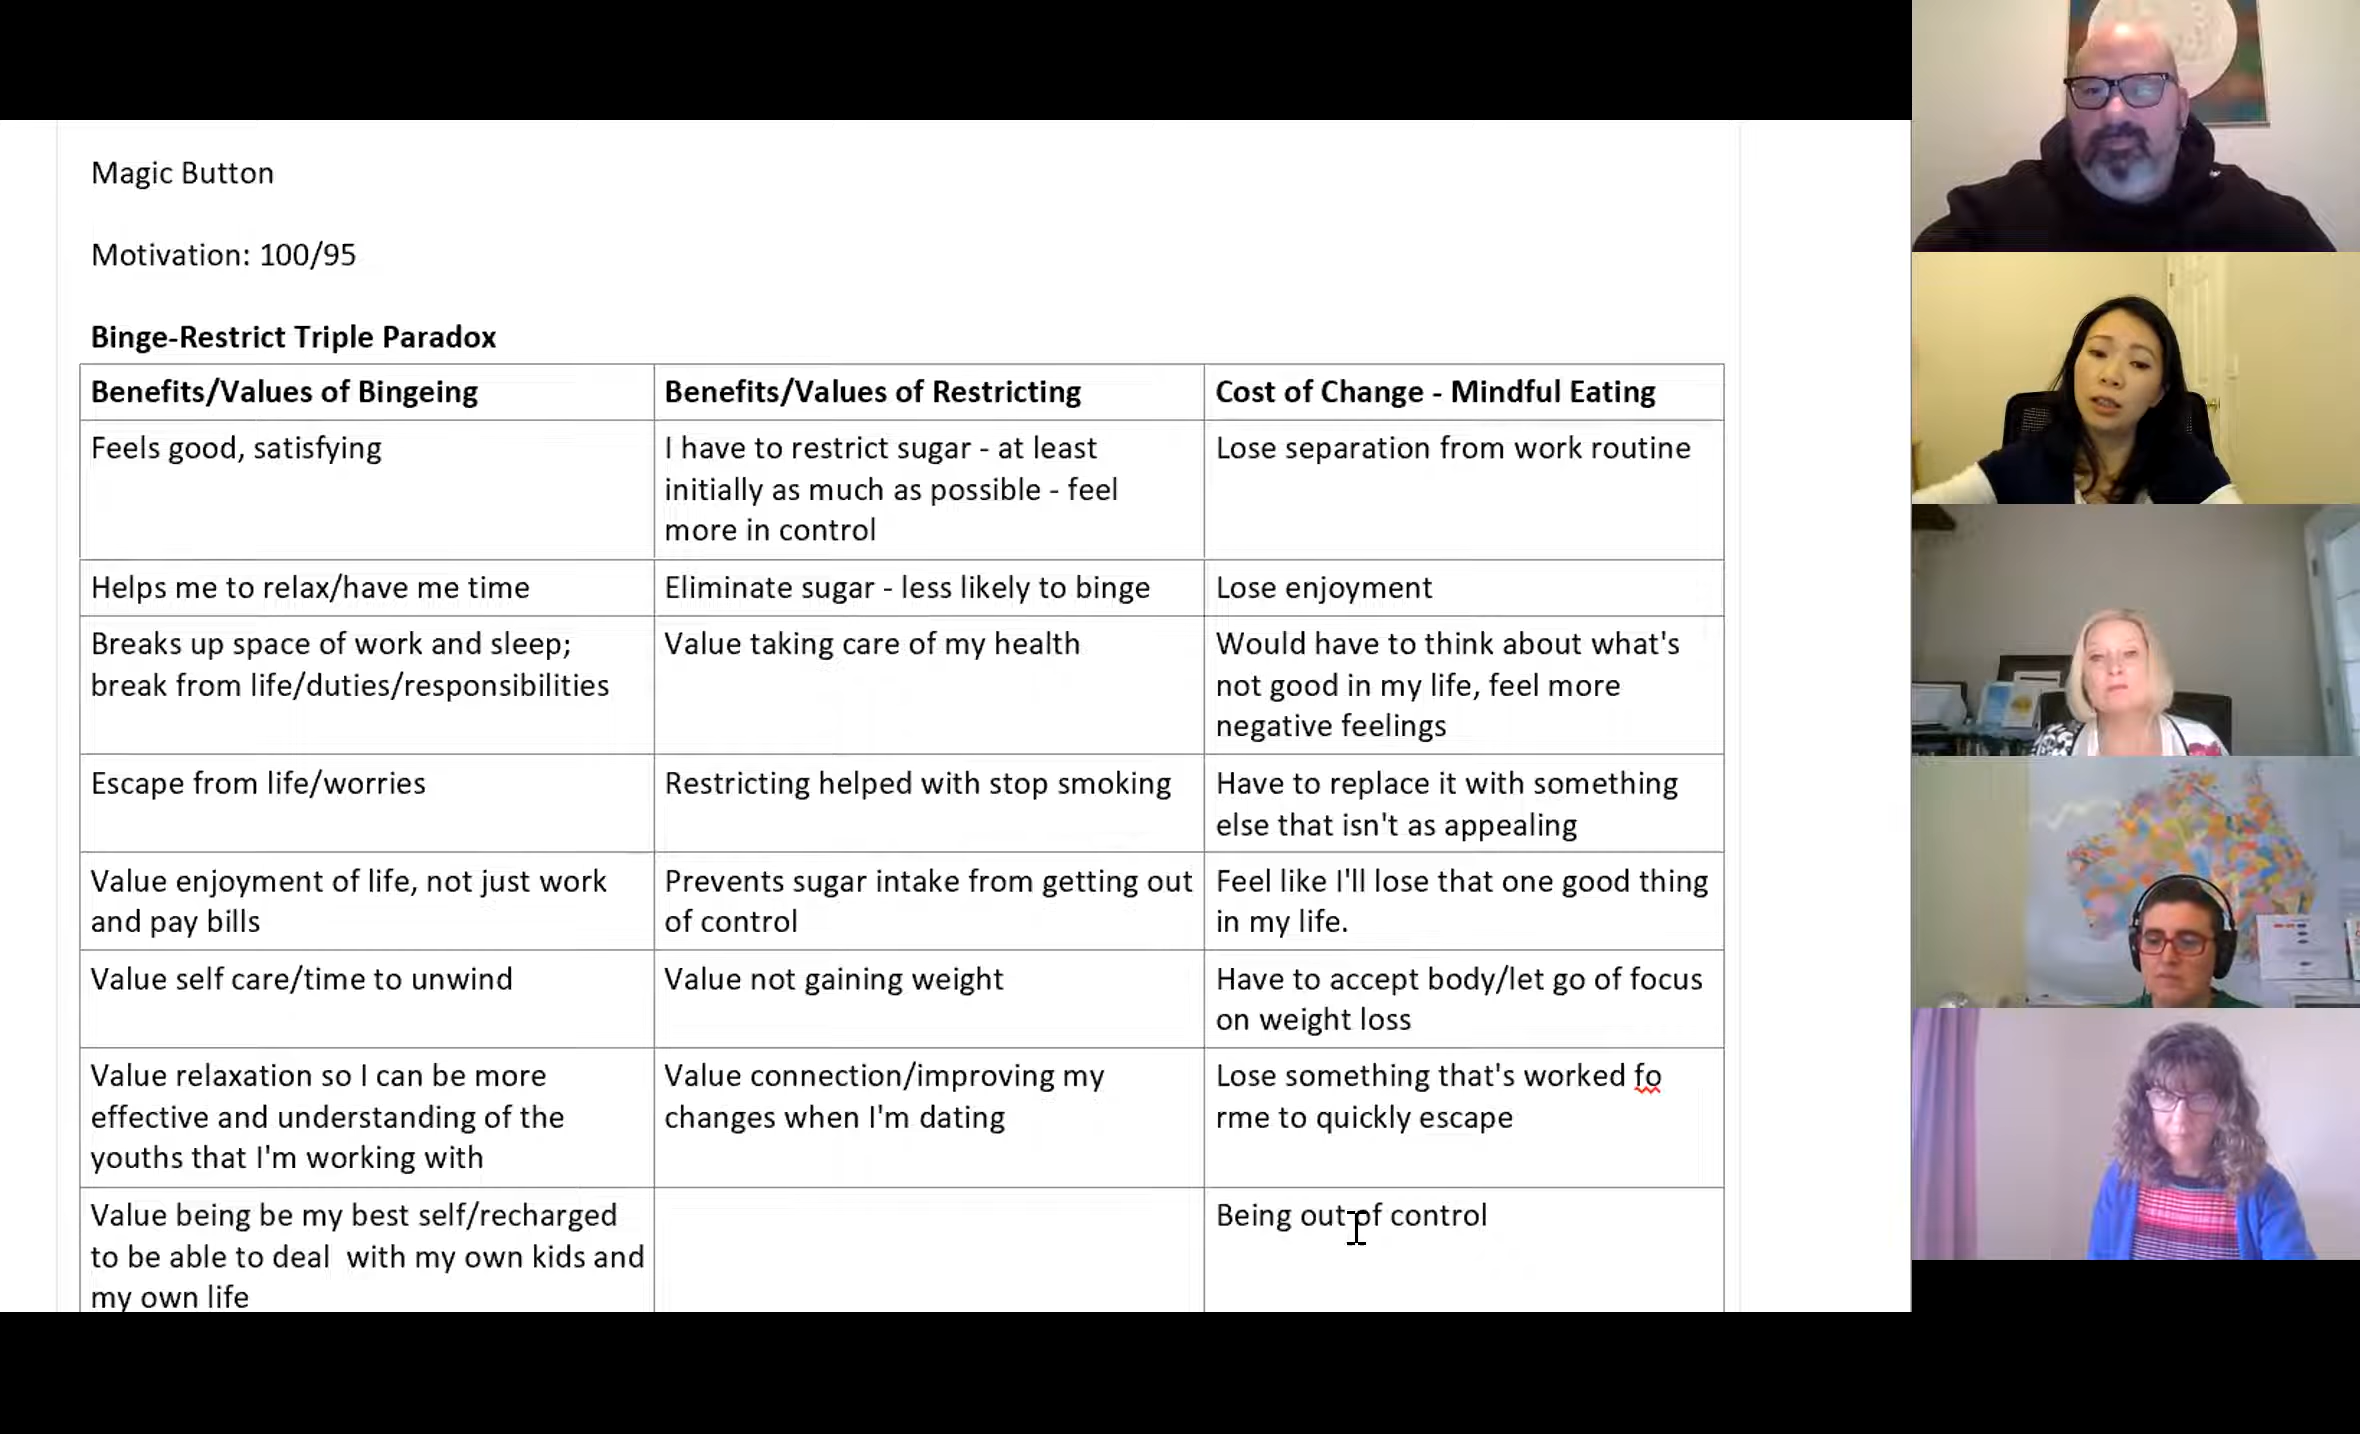 Magic Button
Motivation: 100/95
Binge-Restrict Triple Paradox
Benefits/Values of Bingeing
Benefits/Values of Restricting
Cost of Change - Mindful Eating
Feels good, satisfying
I have to restrict sugar - at least
initially as much as possible - feel
more in control
Lose separation from work routine
Helps me to relax/have me time
Eliminate sugar - less likely to binge
Lose enjoyment
Breaks up space of work and sleep;
break from life/duties/responsibilities
Value taking care of my health
Would have to think about what's
not good in my life, feel more
negative feelings
Escape from life/worries
Restricting helped with stop smoking
Have to replace it with something
else that isn't as appealing
Value enjoyment of life, not just work
and pay bills
Prevents sugar intake from getting out
of control
Feel like I'll lose that one good thing
in my life.
Value self care/time to unwind
Value not gaining weight
Have to accept body/let go of focus
on weight loss
Value relaxation so I can be more
effective and understanding of the
youths that I'm working with
Value connection/improving my
changes when I'm dating
Lose something that's worked fo
rme to quickly escape
Value being be my best self/recharged
to be able to deal  with my own kids and
my own life
Being out of control